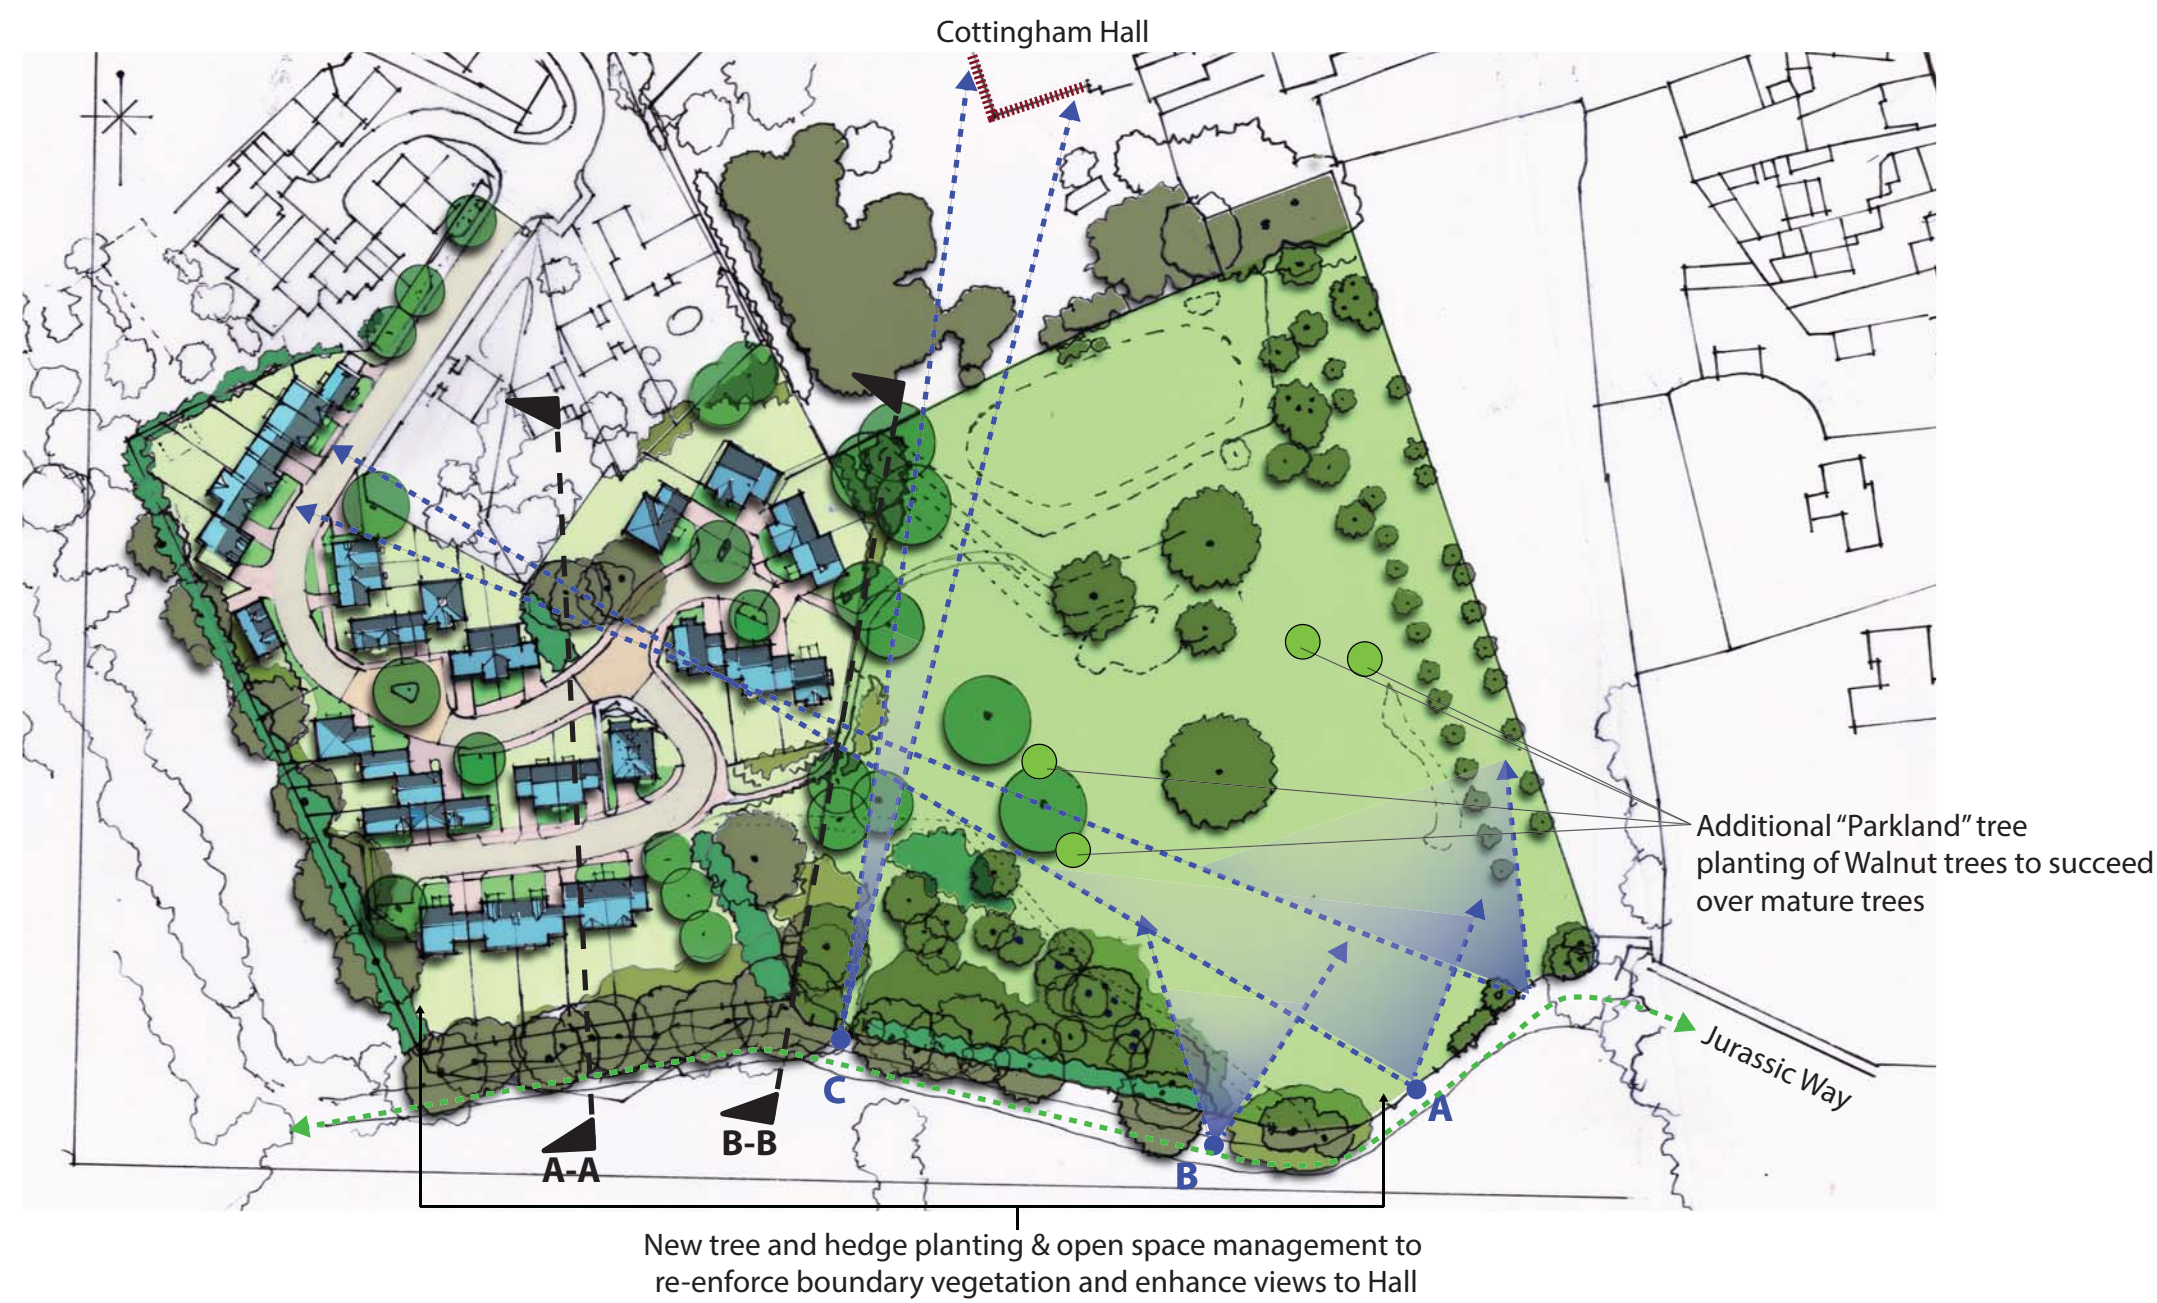 Cottingham Hall
Additional “Parkland” tree
planting of Walnut trees to succeed
over mature trees
Jurassic Way
C
A
B
B-B
A-A
New tree and hedge planting & open space management to
re-enforce boundary vegetation and enhance views to Hall